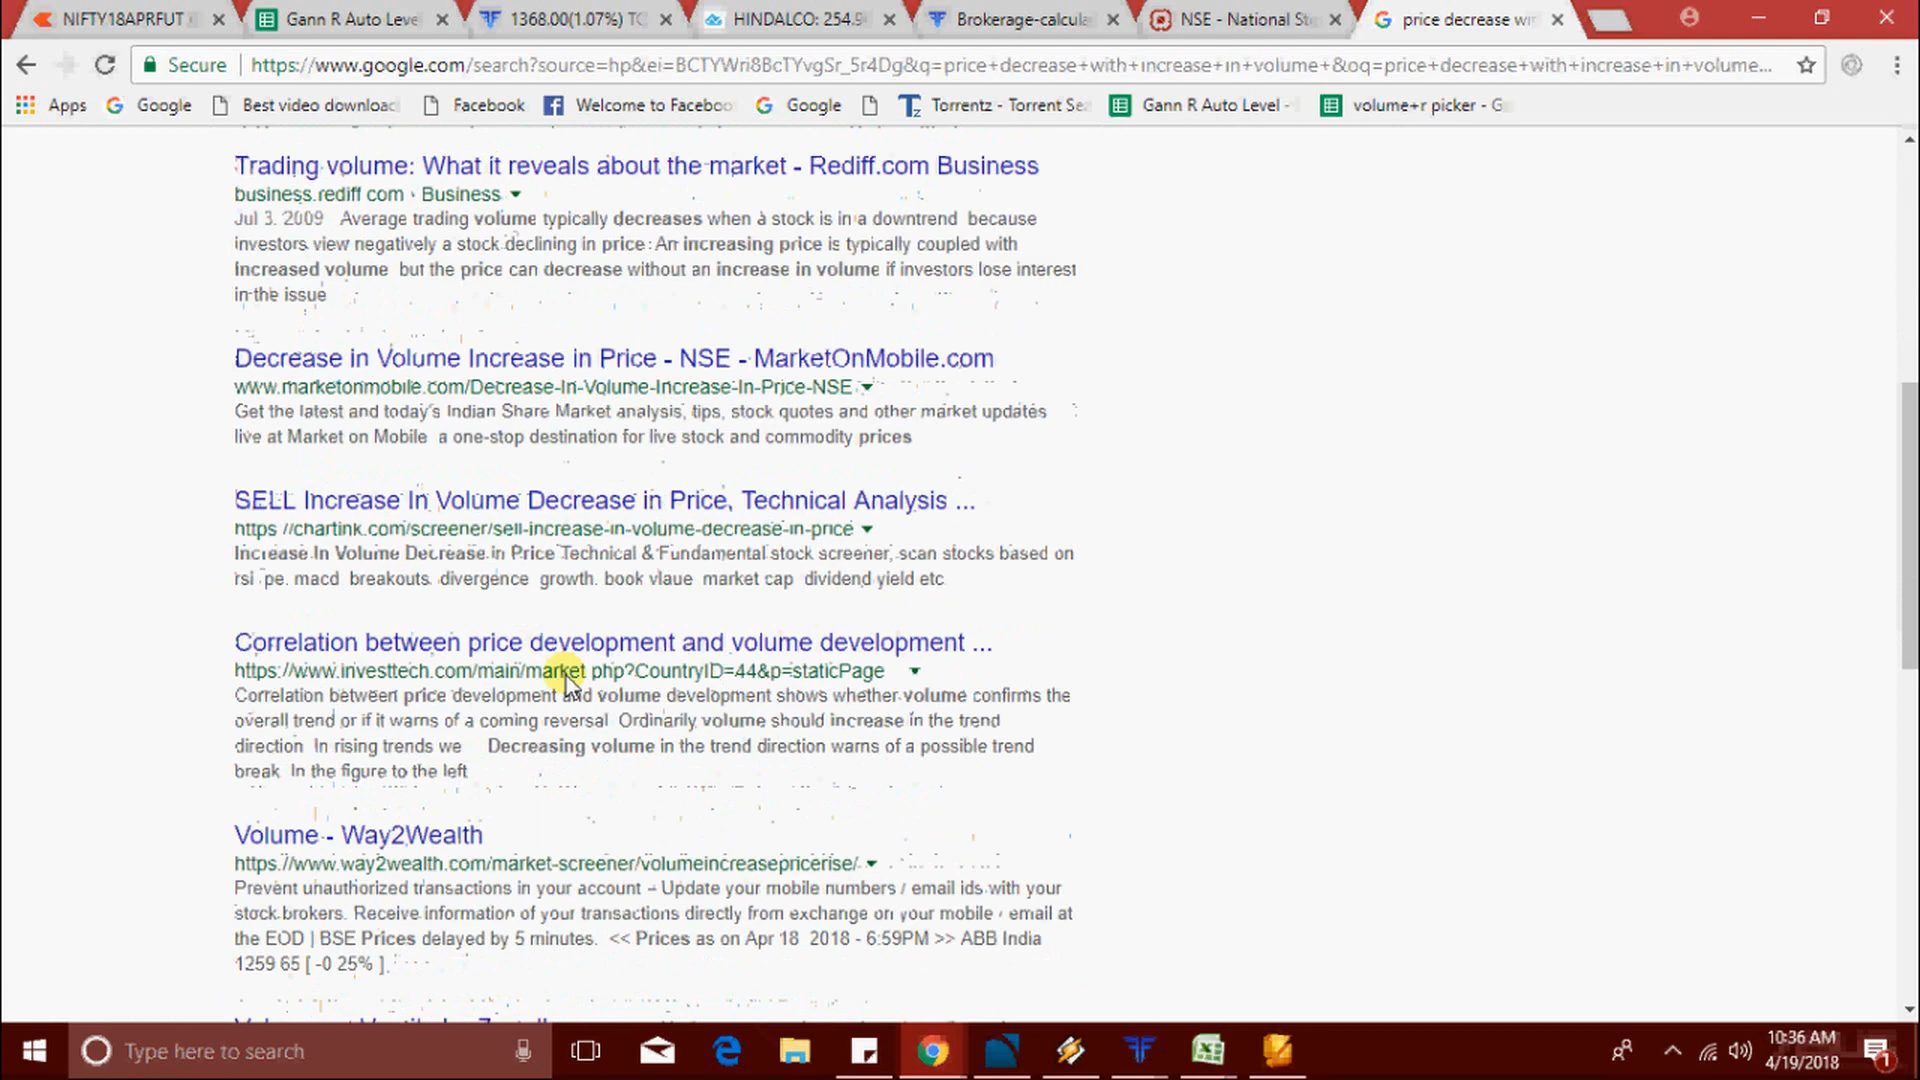 NIFTY18APRFUT
Gann R Auto Leve
1368.00(1.07%) TC
HINDALCO: 254.9
Brokerage-calcula
NSE - National St
price decrease wi
Secure
https://www.google.com/search?source=hp&ei=BCTYWri8BcTYvgSr_5r4Dg&q=price+decrease+with+increase+in+volume+&oq=price+decrease+with+increase+in+volume...
Apps
Google
Best video downloac
Facebook
Welcome to Faceboo
Google
Torrentz - Torrent Sea
Gann R Auto Level -
volume+r picker - G
Trading volume: What it reveals about the market - Rediff.com Business
business.rediff com › Business
Jul 3. 2009 Average trading volume typically decreases when a stock is in a downtrend because
investors view negatively a stock declining in price. An increasing price is typically coupled with
increased volume but the price can decrease without an increase in volume if investors lose interest
in the issue
Decrease in Volume Increase in Price - NSE - MarketOnMobile.com
www.marketonmobile.com/Decrease-In-Volume-Increase-In-Price-NSE
Get the latest and today's Indian Share Market analysis, tips, stock quotes and other market updates
live at Market on Mobile a one-stop destination for live stock and commodity prices
SELL Increase In Volume Decrease in Price, Technical Analysis ...
https //chartink.com/screener/sell-increase-in-volume-decrease-in-price
Increase In Volume Decrease in Price Technical & Fundamental stock screener, scan stocks based on
rsi pe. macd breakouts. divergence growth. book vlaue market cap dividend yield etc
Correlation between price development and volume development ...
https://www.investtech.com/main/market php?CountryID=44&p=staticPage
Correlation between price development and volume development shows whether volume confirms the
overall trend or if it warns of a coming reversal Ordinarily volume should increase in the trend
direction In rising trends we Decreasing volume in the trend direction warns of a possible trend
break In the figure to the left
Volume - Way2Wealth
https://www.way2wealth.com/market-screener/volumeincreasepricerise/
Prevent unauthorized transactions in your account – Update your mobile numbers / email ids with your
stock brokers. Receive information of your transactions directly from exchange on your mobile / email at
the EOD | BSE Prices delayed by 5 minutes. << Prices as on Apr 18 2018 - 6:59PM >> ABB India
1259 65 [ -0 25% ]
Type here to search
10:36 AM
4/19/2018
1